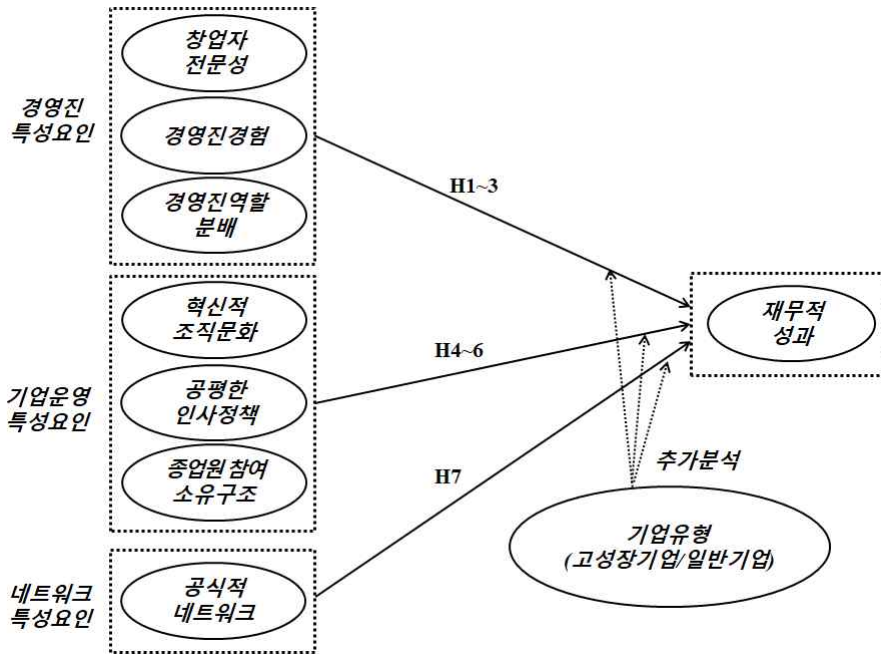 경영진
특성요인
창업자
전문성
경영진경험
경영진역할
분배
H1~3
기업운영
특성요인
혁신적
조직문화
공평한
인사정책
종업원 참여
소유구조
H4~6
네트워크
특성요인
공식적
네트워크
H7
재무적
성과
추가분석
기업유형
(고성장기업/일반기업)